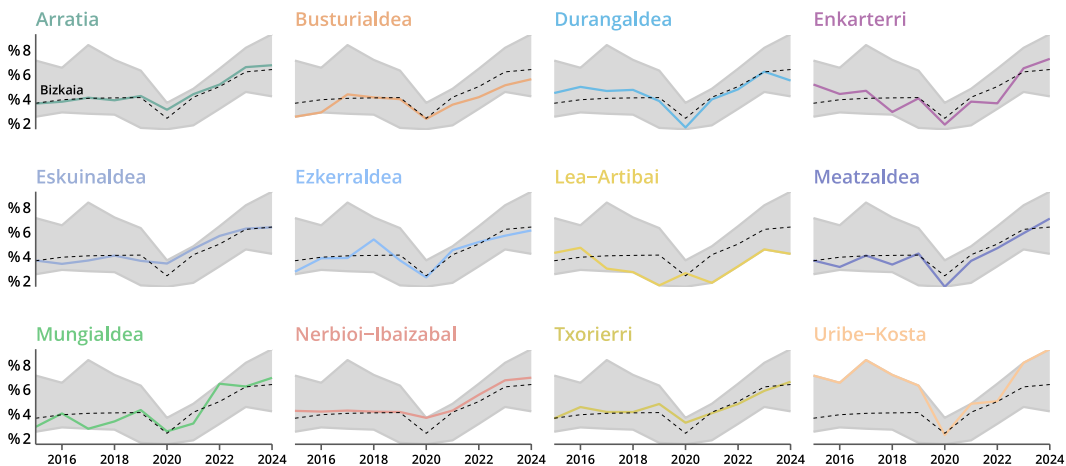 Arratia Busturialdea Durangaldea Enkarterri
%8
%6
%4 Bizkaia
%2
Eskuinaldea Ezkerraldea Lea−Artibai Meatzaldea
%8
%6
%4
%2
Mungialdea Nerbioi−Ibaizabal Txorierri Uribe−Kosta
%8
%6
%4
%2
2016 2018 2020 2022 2024 2016 2018 2020 2022 2024 2016 2018 2020 2022 2024 2016 2018 2020 2022 2024